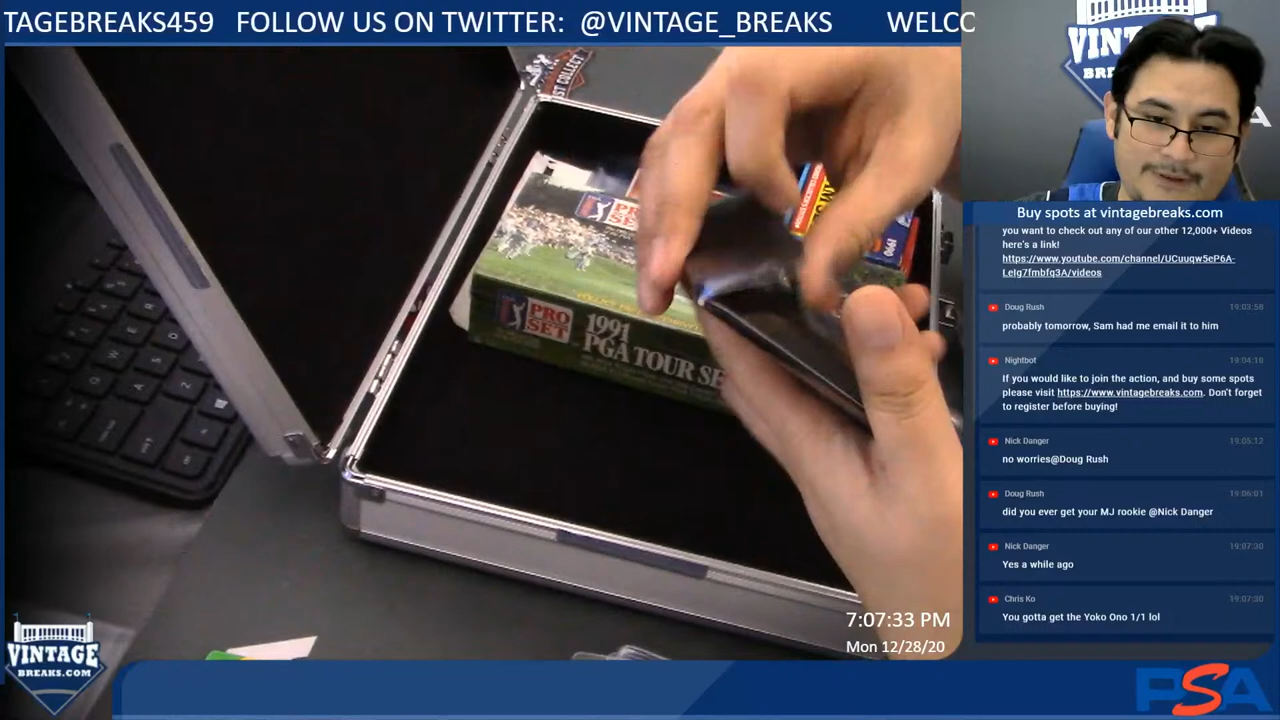 TAGEBREAKS459 FOLLOW US ON TWITTER: @VINTAGE_BREAKS WELCO
VINTAGE
BRE
A
ST COLLECT
PRO
SET
1991
PGA TOUR SE
1990
Buy spots at vintagebreaks.com
you want to check out any of our other 12,000+ Videos
here's a link!
https://www.youtube.com/channel/UCuuqw5eP6A-
LeIg7fmbfq3A/videos
Doug Rush 19:03:58
probably tomorrow, Sam had me email it to him
Nightbot 19:04:18
If you would like to join the action, and buy some spots
please visit https://www.vintagebreaks.com. Don't forget
to register before buying!
Nick Danger 19:05:12
no worries@Doug Rush
Doug Rush 19:06:01
did you ever get your MJ rookie @Nick Danger
Nick Danger 19:07:30
Yes a while ago
Chris Ko 19:07:30
You gotta get the Yoko Ono 1/1 lol
7:07:33 PM
Mon 12/28/20
VINTAGE
BREAKS.COM
PSA